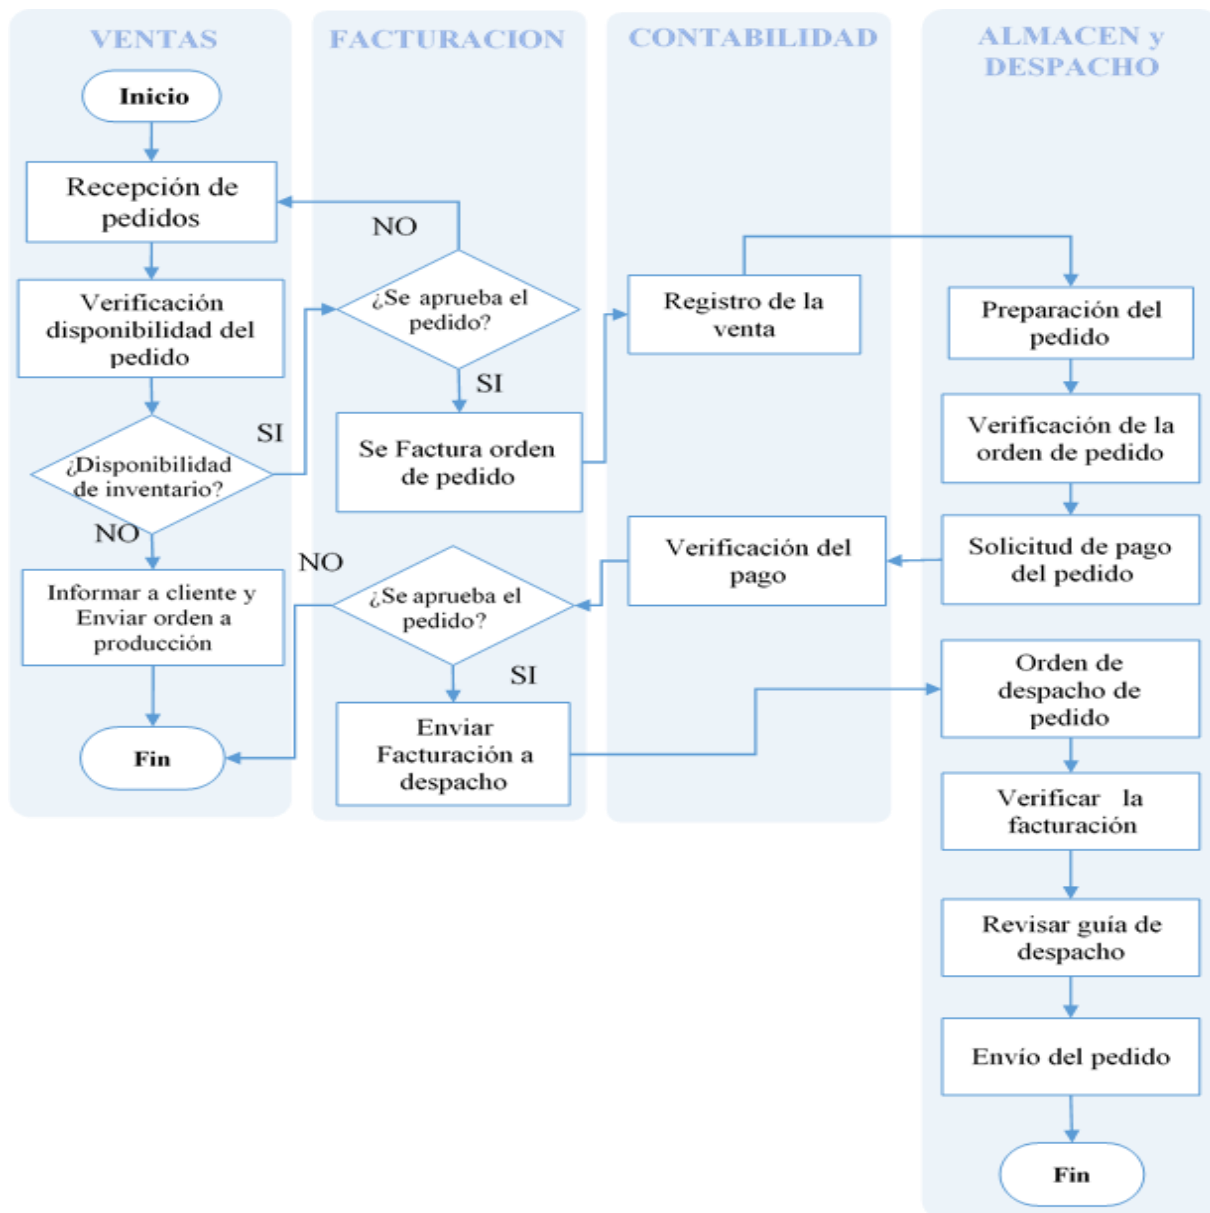 VENTAS
Inicio
Recepción de
pedidos
Verificación
disponibilidad del
pedido
SI
¿Disponibilidad
de inventario?
NO
Informar a cliente y
Enviar orden a
producción
Fin
FACTURACION
NO
¿Se aprueba el
pedido?
SI
Se Factura orden
de pedido
NO
¿Se aprueba el
pedido?
SI
Enviar
Facturación a
despacho
CONTABILIDAD
Registro de la
venta
Verificación del
pago
ALMACEN y
DESPACHO
Preparación del
pedido
Verificación de la
orden de pedido
Solicitud de pago
del pedido
Orden de
despacho de
pedido
Verificar la
facturación
Revisar guía de
despacho
Envío del pedido
Fin